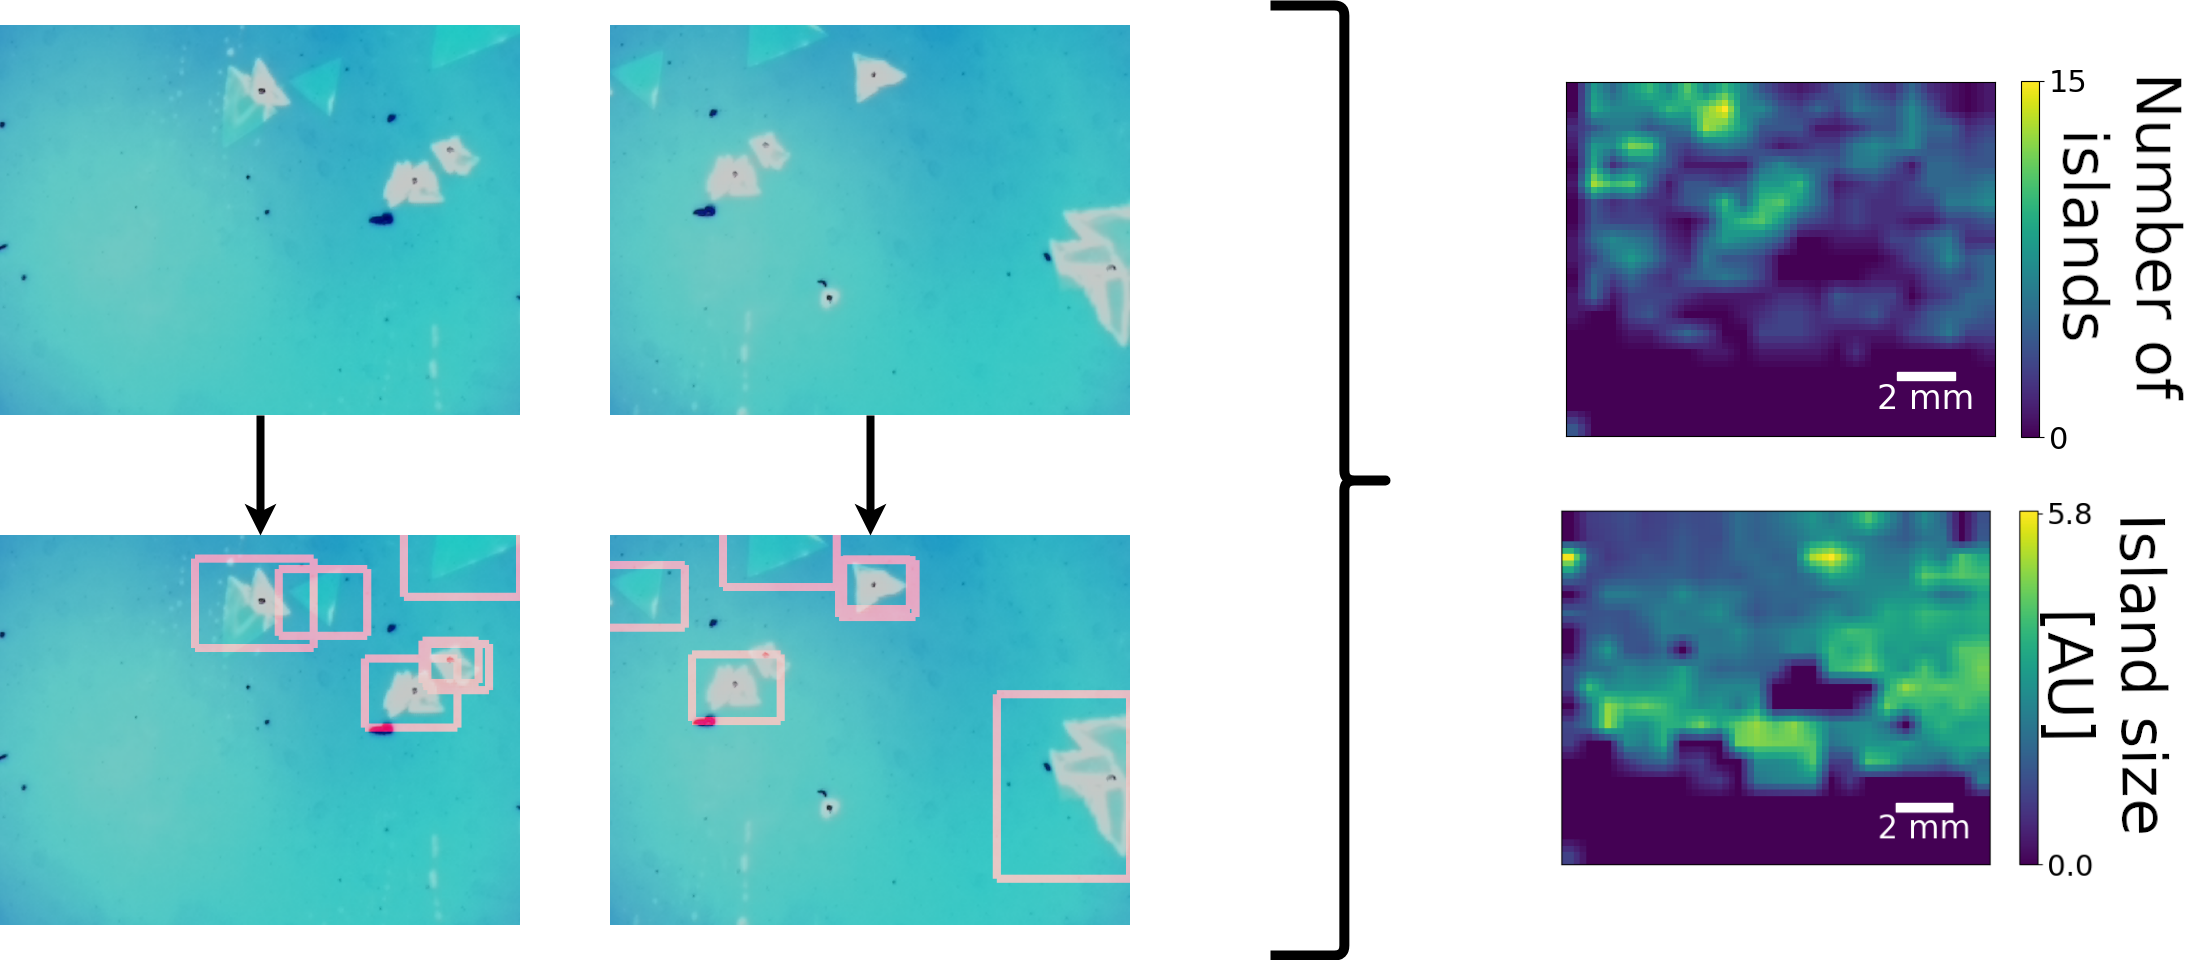 15
0
Number of
islands
2 mm
5.8
0.0
Island size
[AU]
2 mm